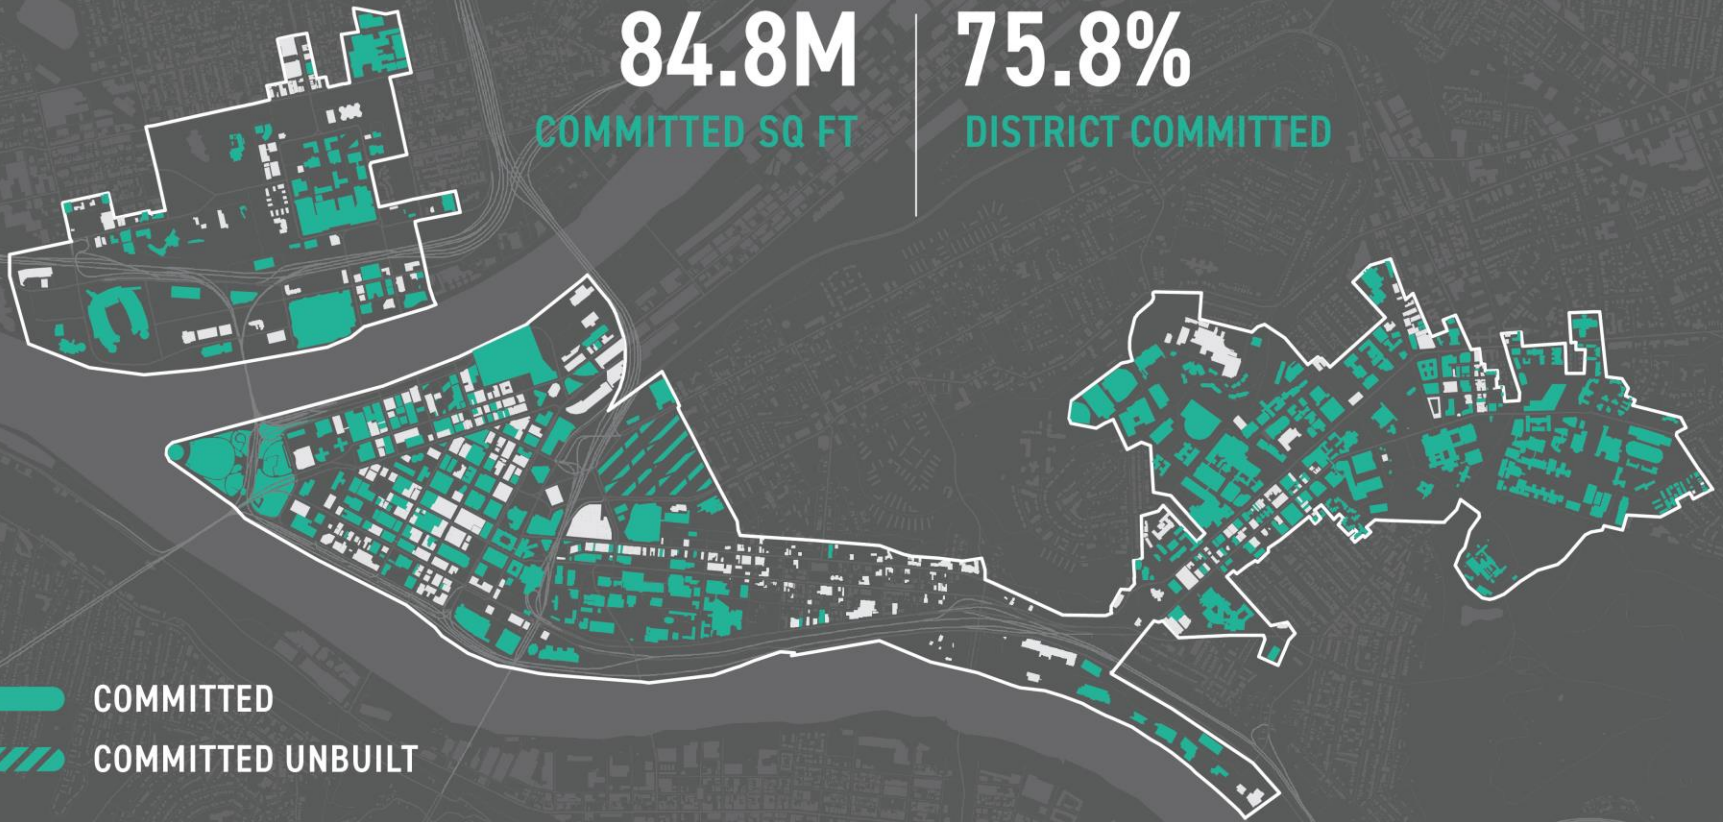 84.8M
COMMITTED SQ FT
75.8%
DISTRICT COMMITTED
COMMITTED
COMMITTED UNBUILT